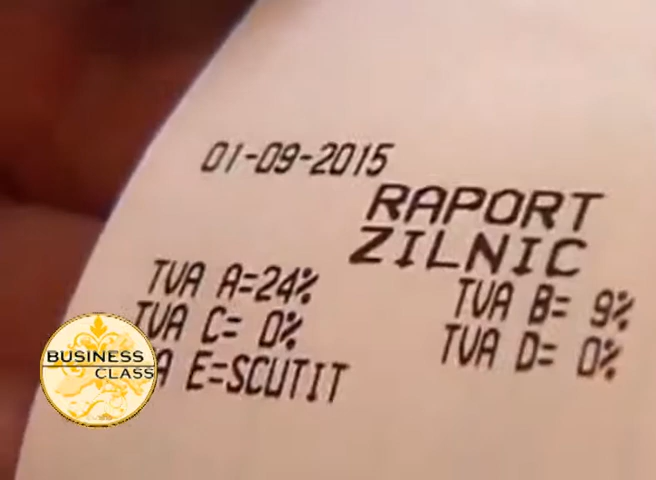 01-09-2015
RAPORT
ZILNIC
TVA A=24% TVA B= 9%
TVA C= 0% TVA D= 0%
A E=SCUTIT
BUSINESS
CLASS